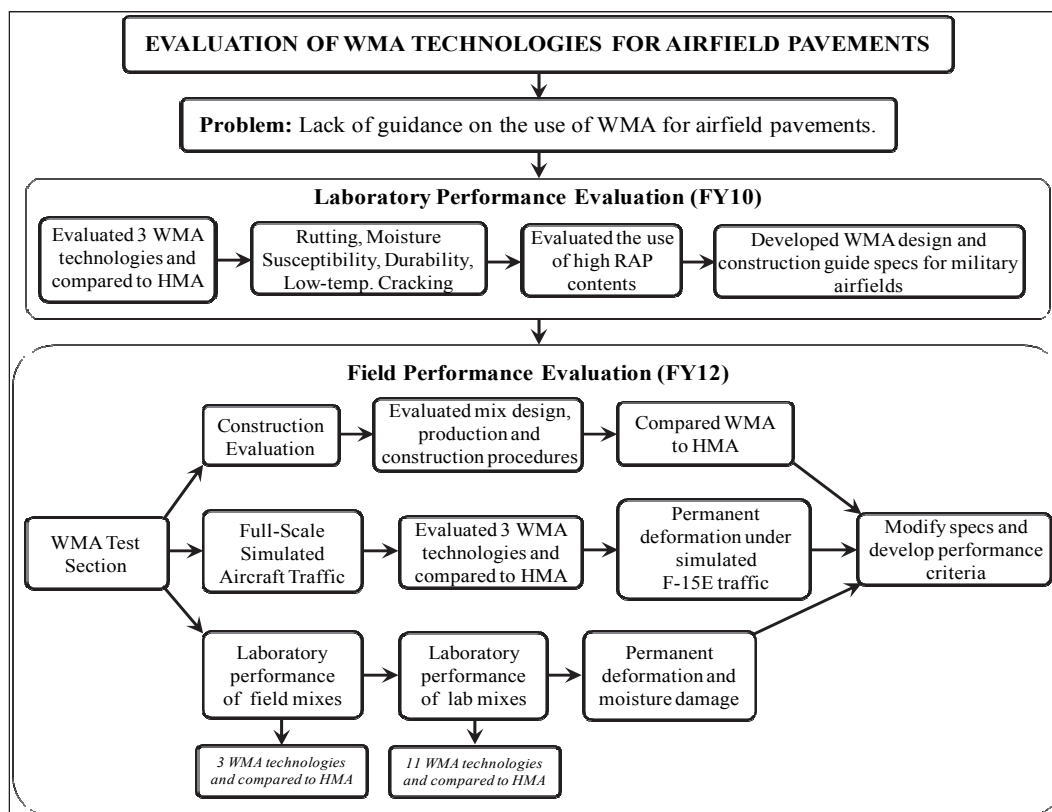 EVALUATION OF WMA TECHNOLOGIES FOR AIRFIELD PAVEMENTS
Problem: Lack of guidance on the use of WMA for airfield pavements.
Laboratory Performance Evaluation (FY10)
Evaluated 3 WMA
technologies and
compared to HMA
Rutting, Moisture
Susceptibility, Durability,
Low-temp. Cracking
Evaluated the use
of high RAP
contents
Developed WMA design and
construction guide specs for military
airfields
Field Performance Evaluation (FY12)
Construction
Evaluation
Evaluated mix design,
production and
construction procedures
Compared WMA
to HMA
WMA Test
Section
Full-Scale
Simulated
Aircraft Traffic
Evaluated 3 WMA
technologies and
compared to HMA
Permanent
deformation under
simulated
F-15E traffic
Modify specs and
develop performance
criteria
Laboratory
performance
of field mixes
Laboratory
performance
of lab mixes
Permanent
deformation and
moisture damage
3 WMA technologies
and compared to HMA
11 WMA technologies
and compared to HMA